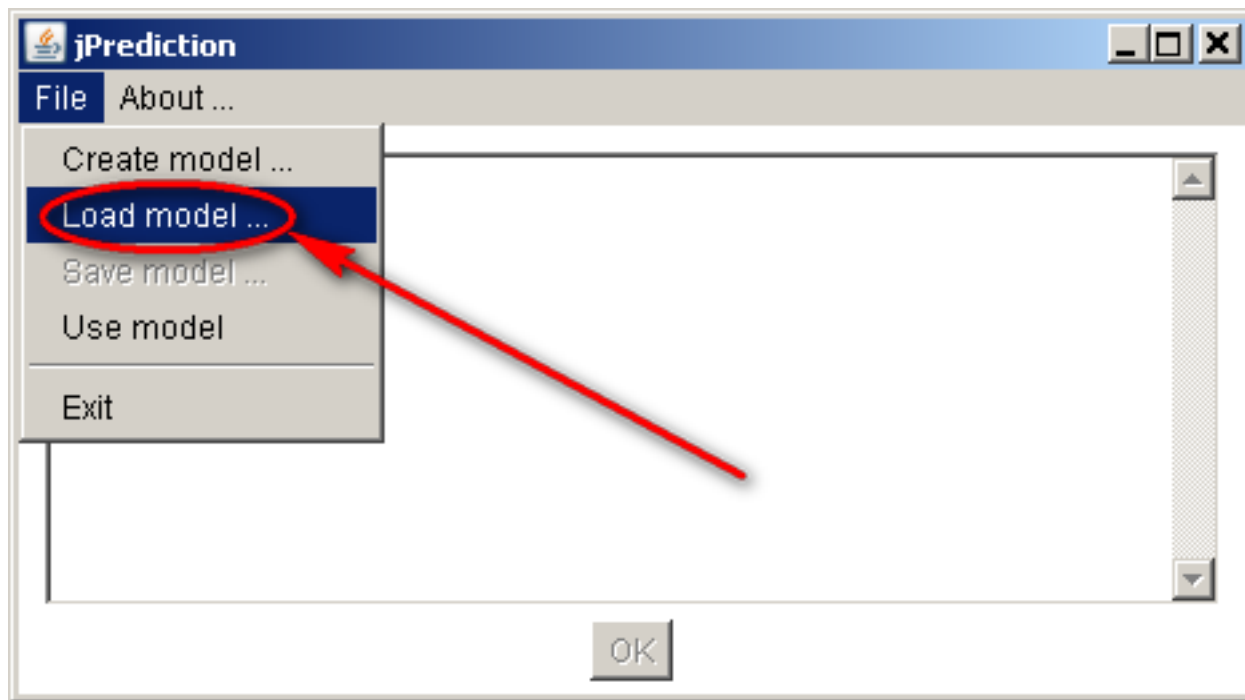 jPrediction
File About ...
Create model ...
Load model ...
Save model ...
Use model
Exit
OK